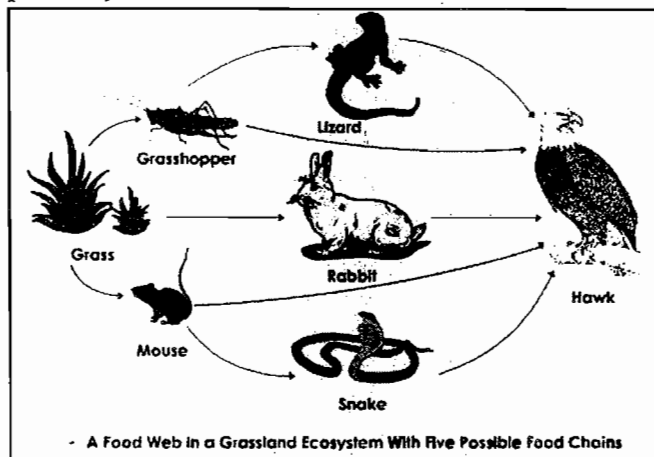 Lizard
Grasshopper
Grass
Rabbit
Hawk
Mouse
Snake
- A Food Web in a Grassland Ecosystem With Five Possible Food Chains